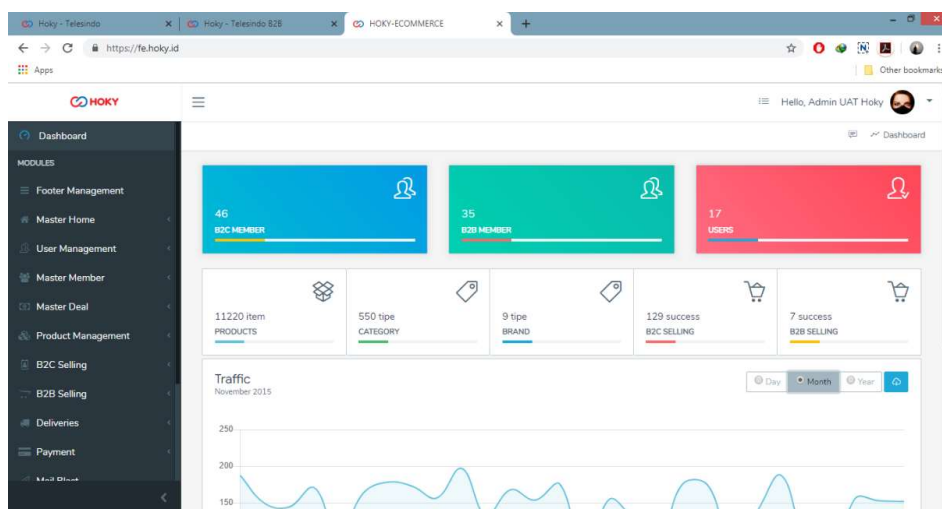 Hoky - Telesindo
Hoky - Telesindo B2B
HOKY-ECOMMERCE
https://fe.hoky.id
Apps
Other bookmarks
HOKY
Hello, Admin UAT Hoky
Dashboard
Dashboard
MODULES
Footer Management
Master Home
User Management
Master Member
Master Deal
Product Management
B2C Selling
B2B Selling
Deliveries
Payment
Mail Blast
46
B2C MEMBER
35
B2B MEMBER
17
USERS
11220 item
PRODUCTS
550 tipe
CATEGORY
9 tipe
BRAND
129 success
B2C SELLING
7 success
B2B SELLING
Traffic
November 2015
Day
Month
Year
250
200
150